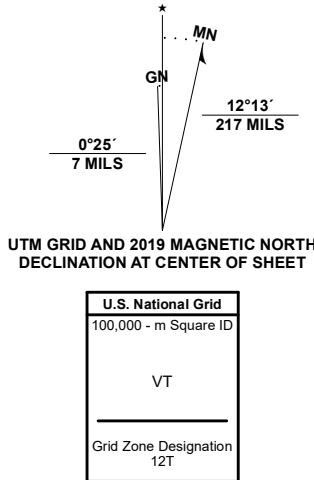 MN
GN
12°13´
217 MILS
0°25´
7 MILS
UTM GRID AND 2019 MAGNETIC NORTH
DECLINATION AT CENTER OF SHEET
U.S. National Grid
100,000 - m Square ID
VT
Grid Zone Designation
12T